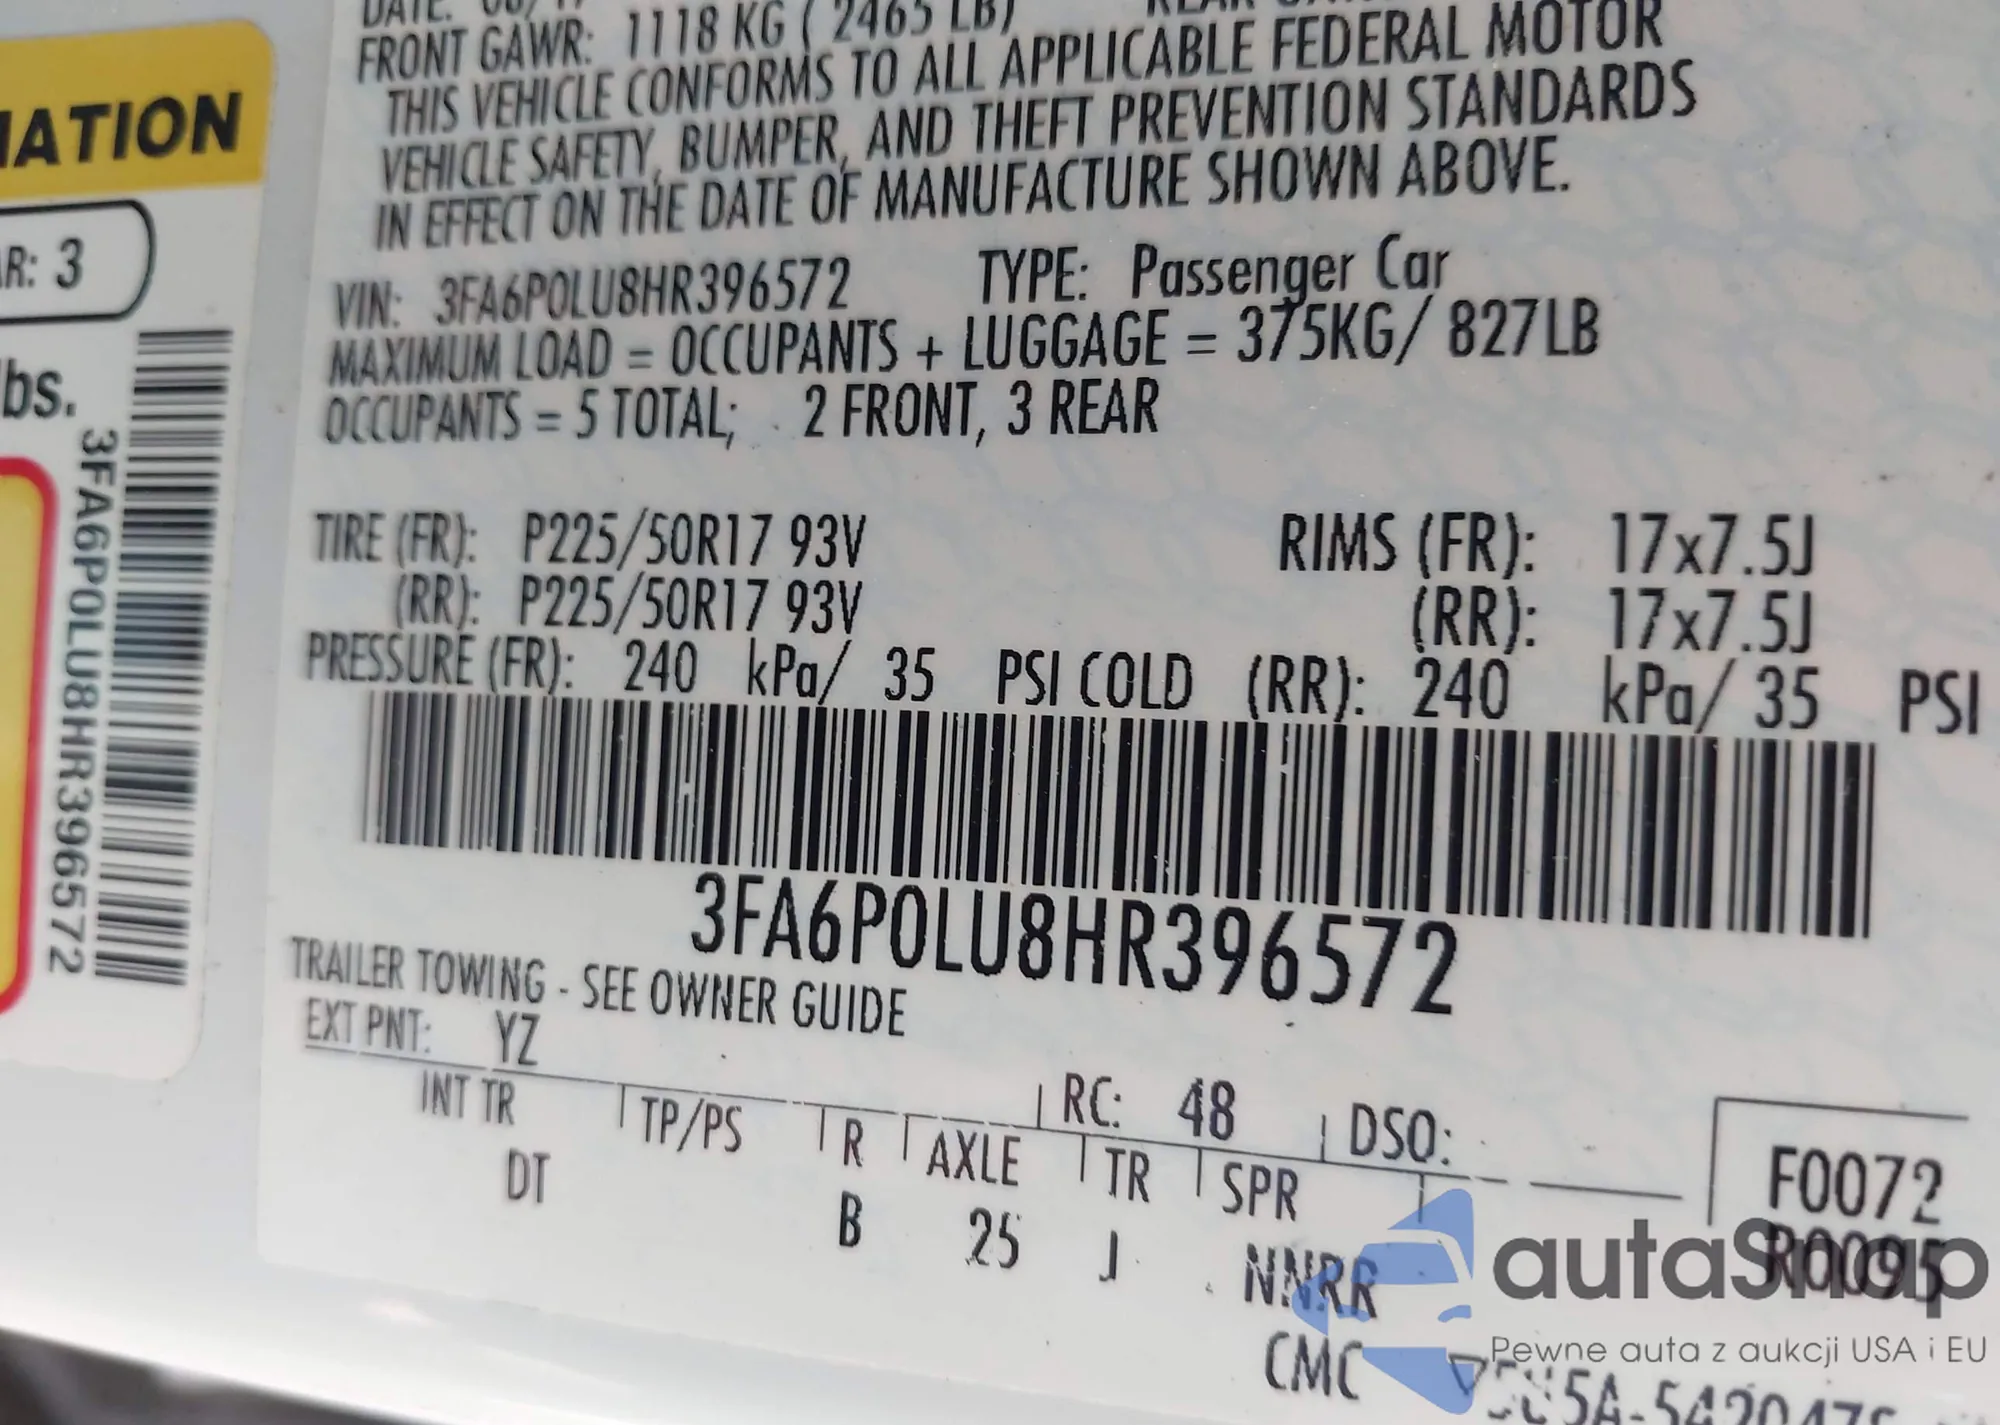 FRONT GAWR: 1118 KG ( 2465 LB)
THIS VEHICLE CONFORMS TO ALL APPLICABLE FEDERAL MOTOR
VEHICLE SAFETY, BUMPER, AND THEFT PREVENTION STANDARDS
IN EFFECT ON THE DATE OF MANUFACTURE SHOWN ABOVE.
VIN: 3FA6P0LU8HR396572 TYPE: Passenger Car
MAXIMUM LOAD = OCCUPANTS + LUGGAGE = 375KG/ 827LB
OCCUPANTS = 5 TOTAL; 2 FRONT, 3 REAR
TIRE (FR): P225/50R17 93V RIMS (FR): 17x7.5J
(RR): P225/50R17 93V (RR): 17x7.5J
PRESSURE (FR): 240 kPa/ 35 PSI COLD (RR): 240 kPa/ 35 PSI
3FA6P0LU8HR396572
TRAILER TOWING - SEE OWNER GUIDE
EXT PNT: YZ RC: 48 DSO:
INT TR TP/PS R AXLE TR SPR
DT B 25 J NNRR
F0072
R0095
CMC
3
3FA6P0LU8HR396572
autaSnap
Pewne auta z aukcji USA i EU